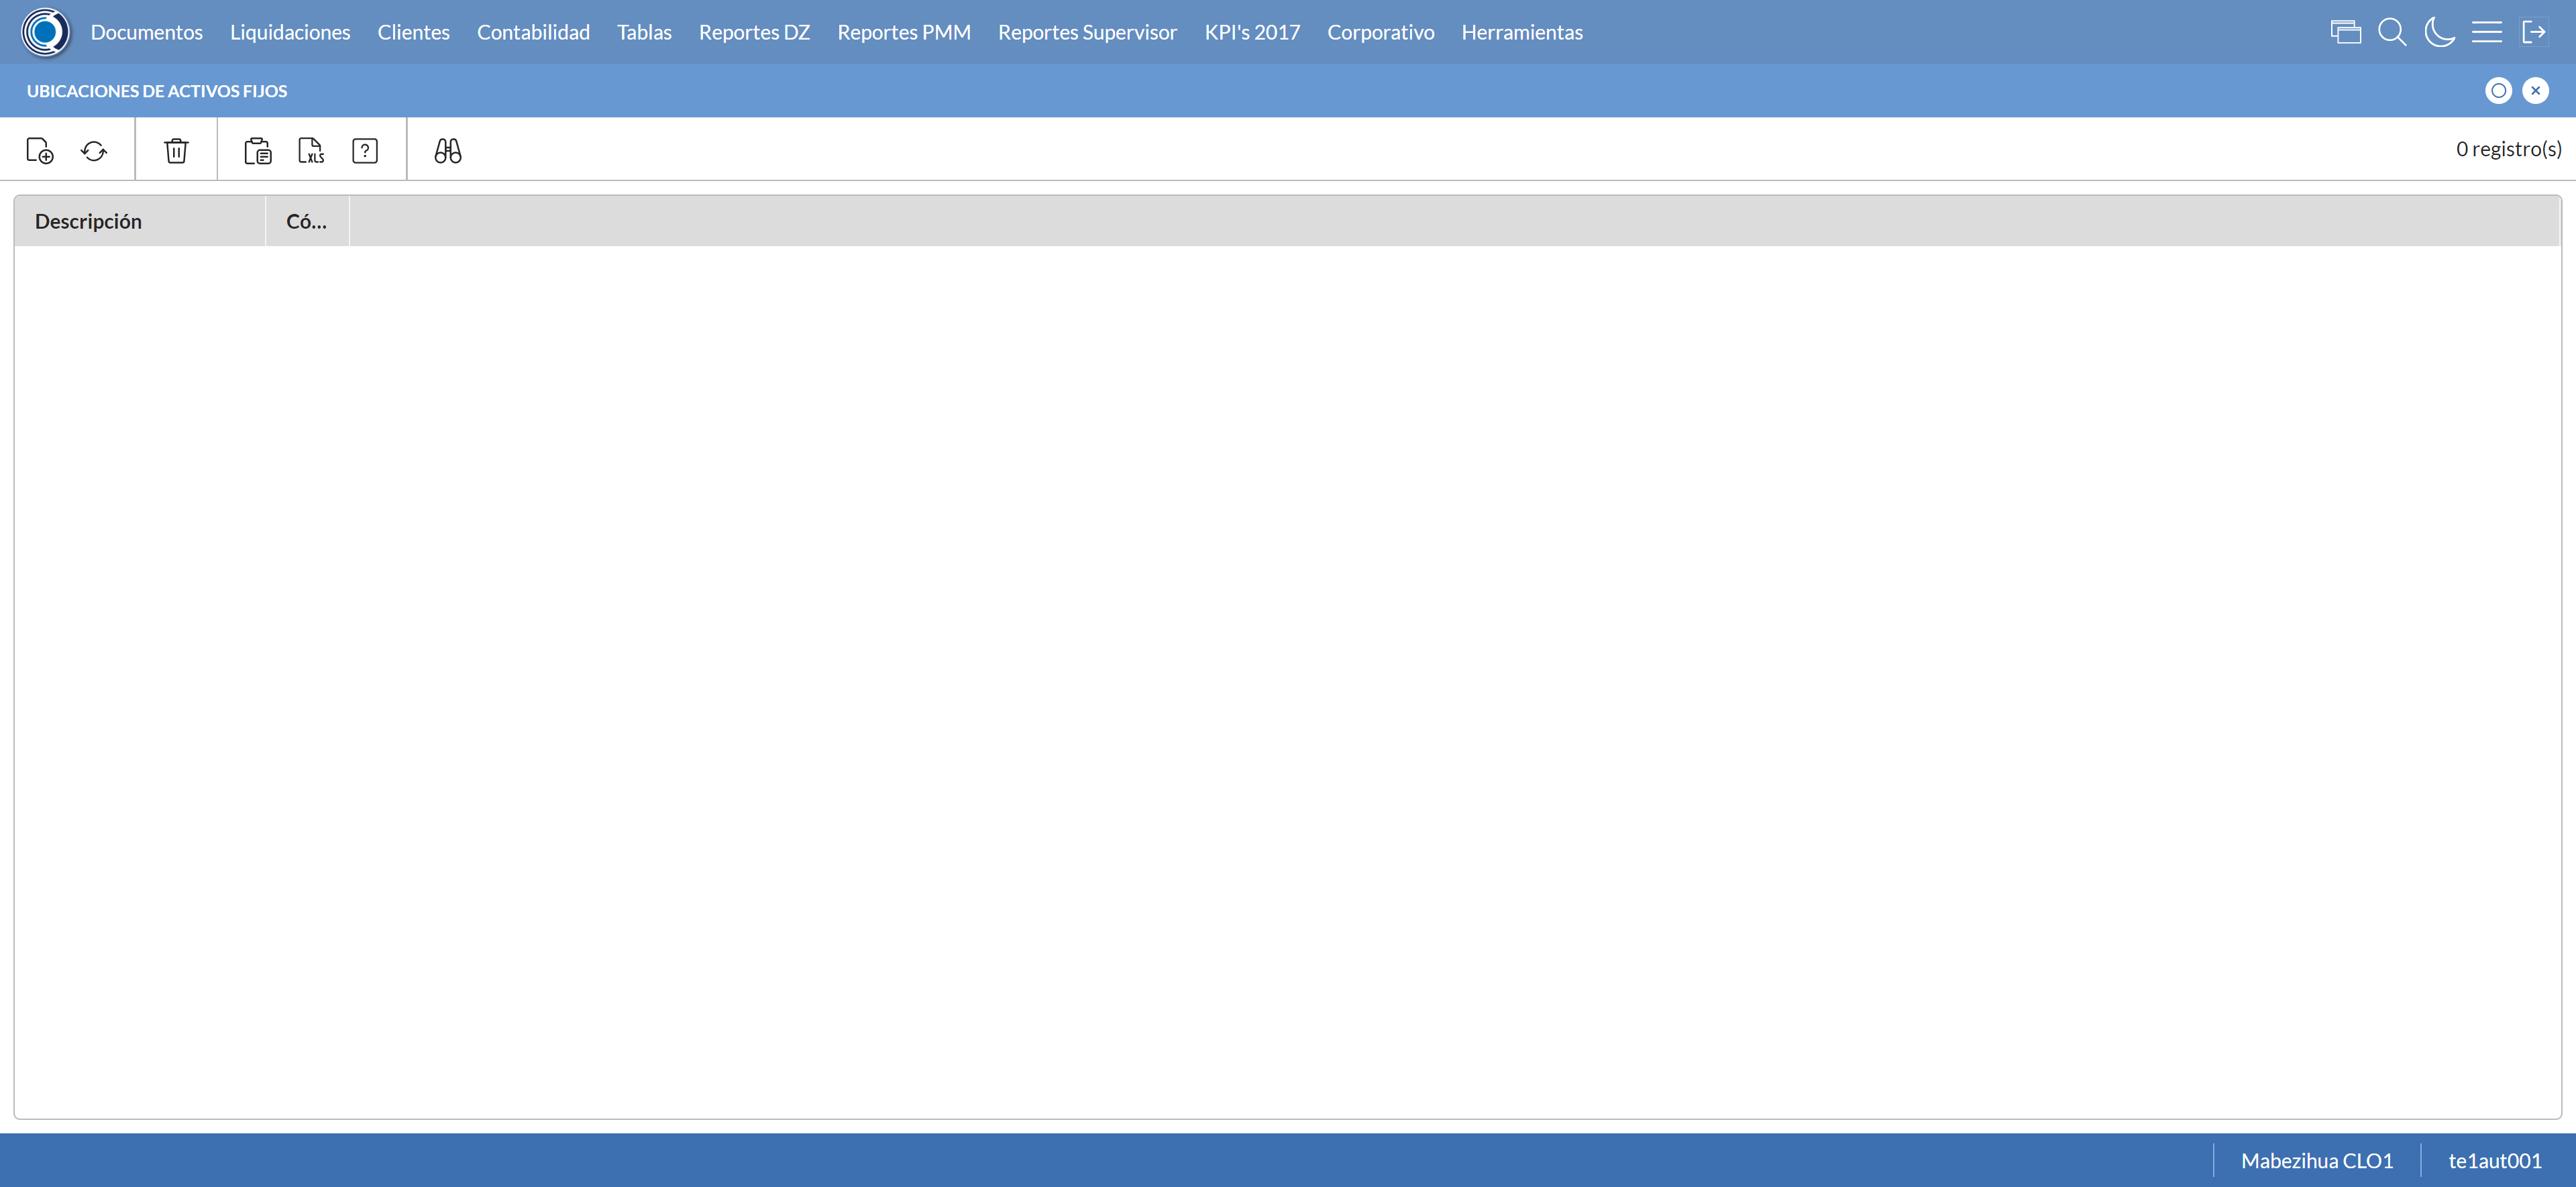 Documentos Liquidaciones Clientes Contabilidad Tablas Reportes DZ Reportes PMM Reportes Supervisor KPI's 2017 Corporativo Herramientas
UBICACIONES DE ACTIVOS FIJOS
XLS ? 0 registro(s)
Descripción Có...
Mabezihua CLO1 te1aut001